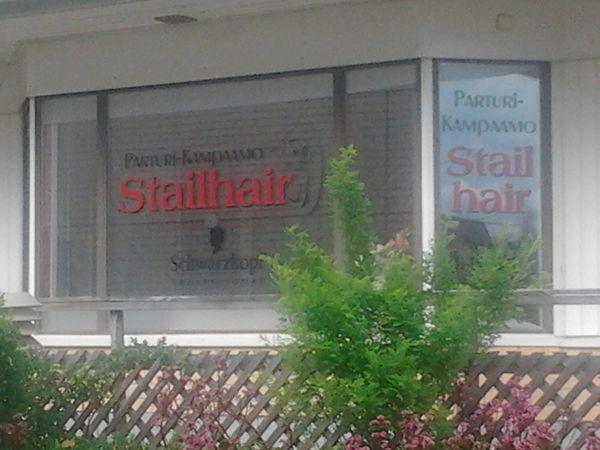 PARTURI-KAMPAAMO
Stailhair
Schwarzkopf
PARTURI-
KAMPAAMO
Stail
hair